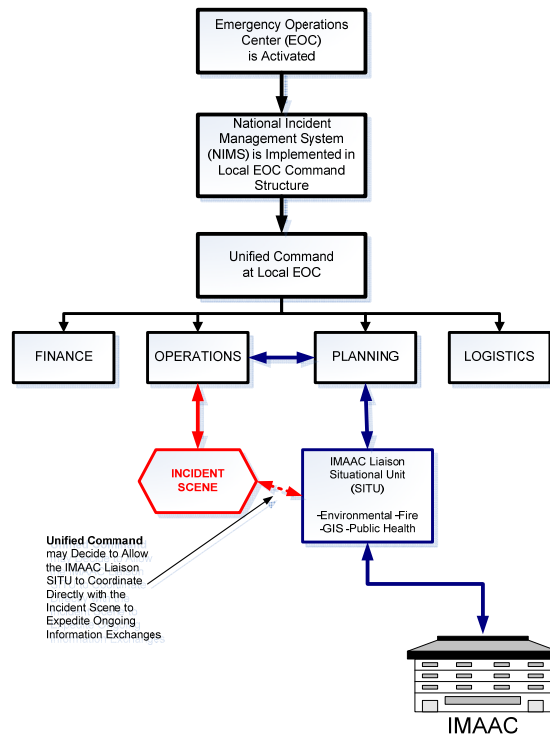 Emergency Operations
Center (EOC)
is Activated
National Incident
Management System
(NIMS) is Implemented in
Local EOC Command
Structure
Unified Command
at Local EOC
FINANCE
OPERATIONS
PLANNING
LOGISTICS
INCIDENT
SCENE
IMAAC Liaison
Situational Unit
(SITU)
-Environmental -Fire
-GIS -Public Health
Unified Command
may Decide to Allow
the IMAAC Liaison
SITU to Coordinate
Directly with the
Incident Scene to
Expedite Ongoing
Information Exchanges
IMAAC